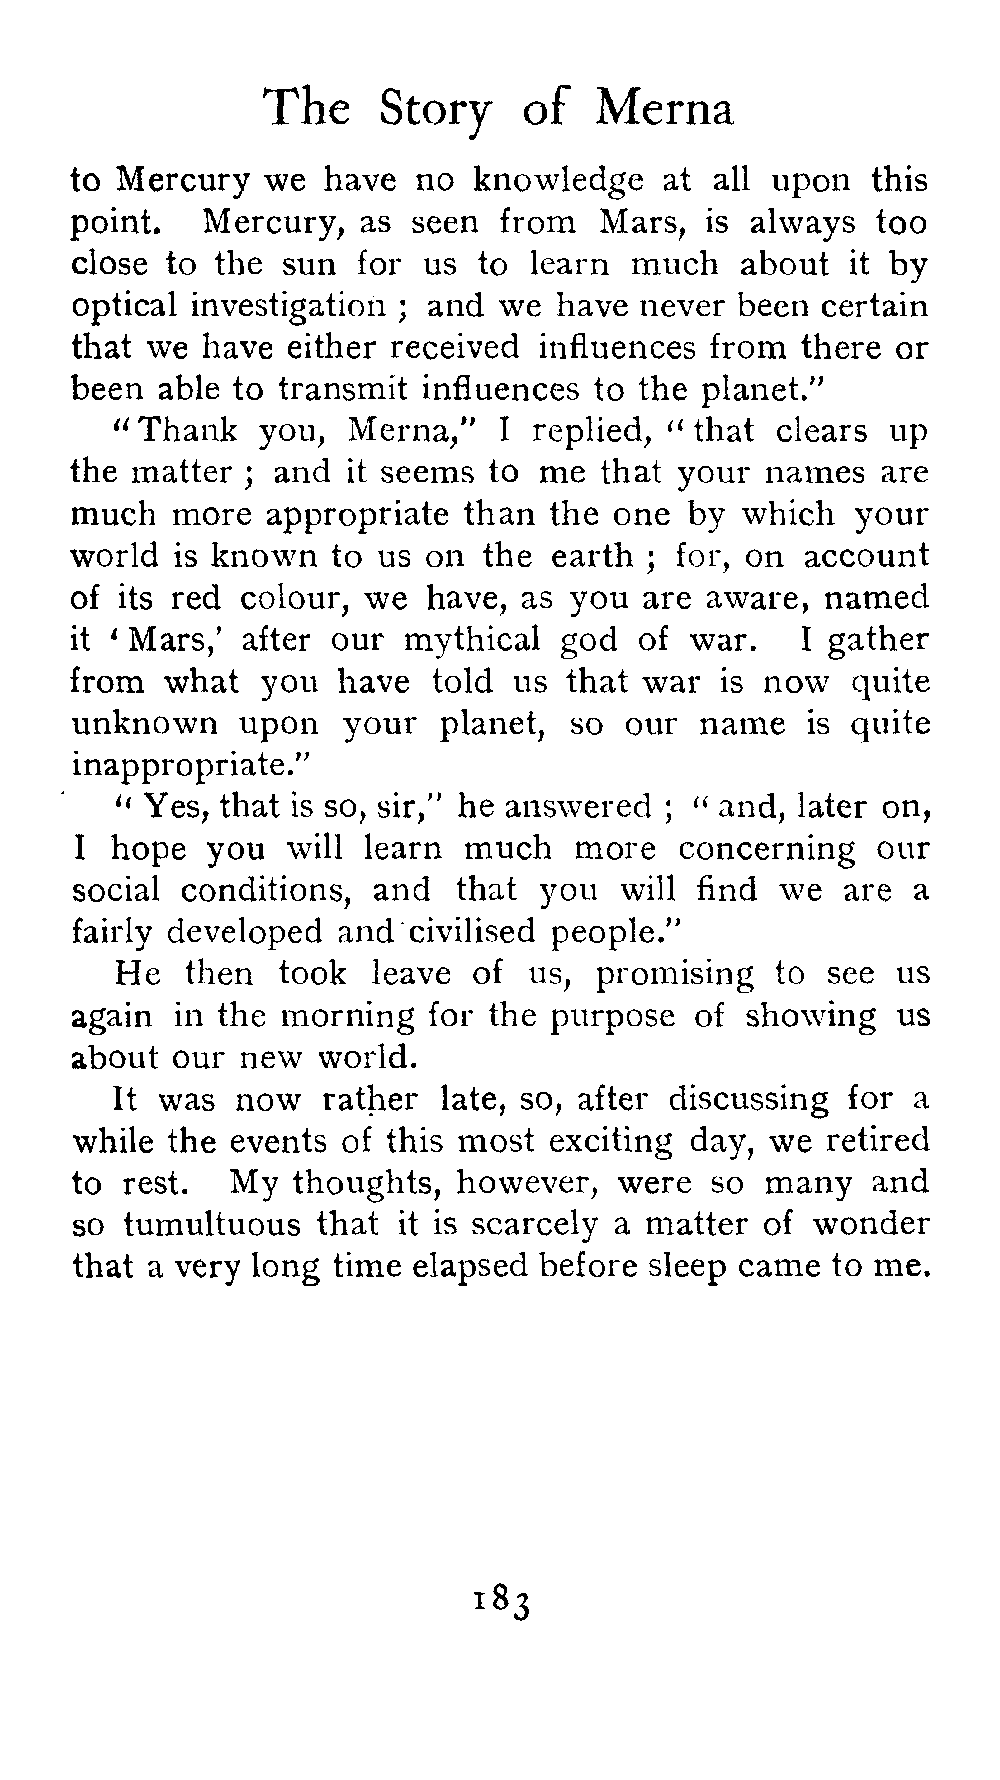 The Story of Merna
to Mercury we have no knowledge at all upon this
point. Mercury, as seen from Mars, is always too
close to the sun for us to learn much about it by
optical investigation ; and we have never been certain
that we have either received influences from there or
been able to transmit influences to the planet."
"Thank you, Merna," I replied, "that clears up
the matter ; and it seems to me that your names are
much more appropriate than the one by which your
world is known to us on the earth ; for, on account
of its red colour, we have, as you are aware, named
it 'Mars,' after our mythical god of war. I gather
from what you have told us that war is now quite
unknown upon your planet, so our name is quite
inappropriate."
"Yes, that is so, sir," he answered ; "and, later on,
I hope you will learn much more concerning our
social conditions, and that you will find we are a
fairly developed and civilised people."
He then took leave of us, promising to see us
again in the morning for the purpose of showing us
about our new world.
It was now rather late, so, after discussing for a
while the events of this most exciting day, we retired
to rest. My thoughts, however, were so many and
so tumultuous that it is scarcely a matter of wonder
that a very long time elapsed before sleep came to me.
183